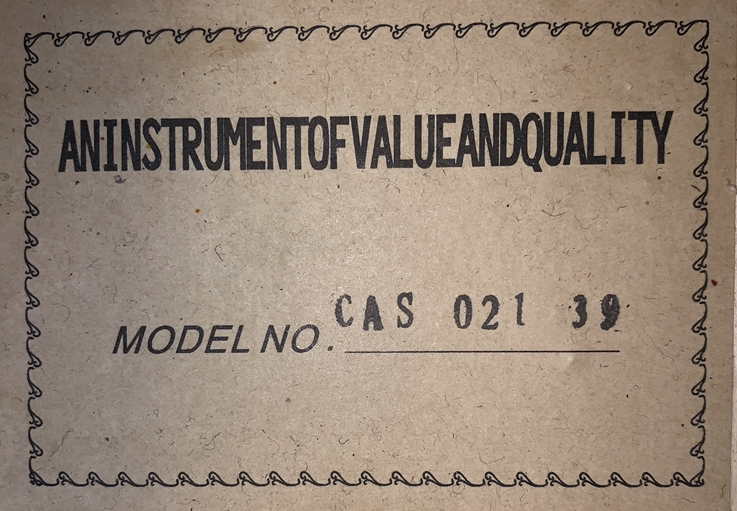 ANINSTRUMENTOFVALUEANDQUALITY
MODEL NO. CAS 021 39